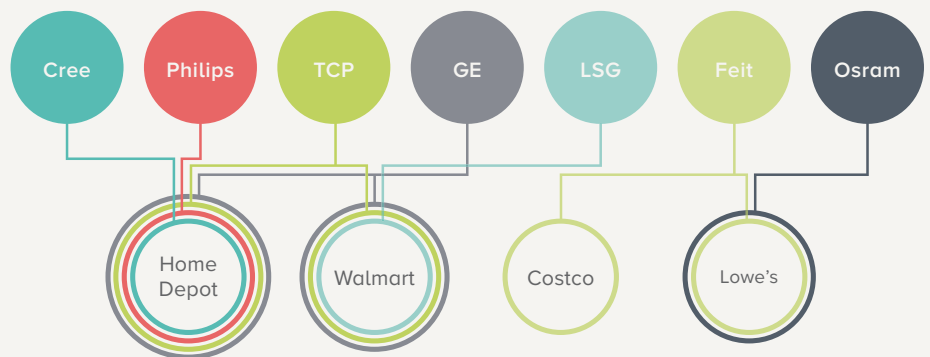 Cree
Philips
TCP
GE
LSG
Feit
Osram
Home
Depot
Walmart
Costco
Lowe's